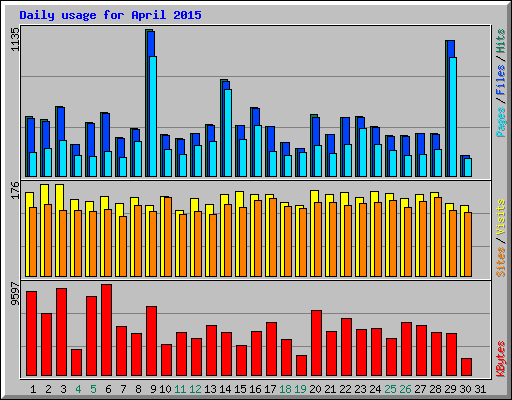 Daily usage for April 2015
1135
Pages/Files/Hits
176
Sites/Visits
9597
KBytes
1 2 3 4 5 6 7 8 9 10 11 12 13 14 15 16 17 18 19 20 21 22 23 24 25 26 27 28 29 30 31